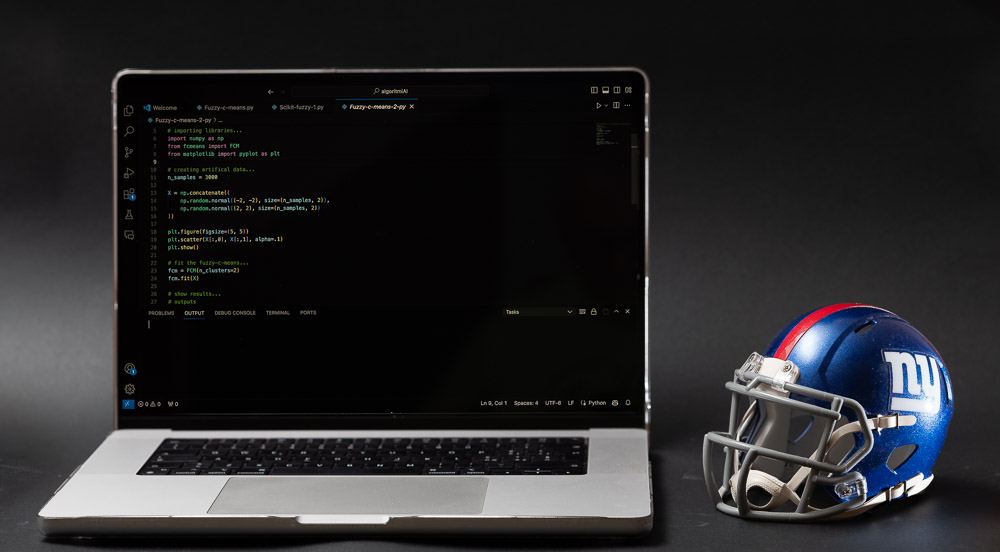 algoritmiAI
Welcome Fuzzy-c-means.py Scikit-fuzzy-1.py Fuzzy-c-means-2-py
Fuzzy-c-means-2-py > ...
5 # importing libraries...
6 import numpy as np
7 from fcmeans import FCM
8 from matplotlib import pyplot as plt
9
10 # creating artifical data...
11 n_samples = 3000
12
13 X = np.concatenate((
14 np.random.normal((-2, -2), size=(n_samples, 2)),
15 np.random.normal((2, 2), size=(n_samples, 2))
16 ))
17
18 plt.figure(figsize=(5, 5))
19 plt.scatter(X[:,0], X[:,1], alpha=.1)
20 plt.show()
21
22 # fit the fuzzy-c-means...
23 fcm = FCM(n_clusters=2)
24 fcm.fit(X)
25
26 # show results...
27 # outputs
PROBLEMS OUTPUT DEBUG CONSOLE TERMINAL PORTS Tasks
0 0 0 Ln 9, Col 1 Spaces: 4 UTF-8 LF Python
ny